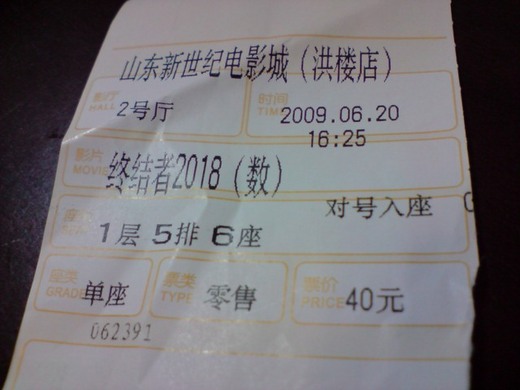 山东新世纪电影城（洪楼店）
影厅 HALL 2号厅
时间 TIME 2009.06.20
16:25
影片 MOVIE 终结者2018（数）
对号入座
1层 5排 6座
座类 GRADE 单座
票类 TYPE 零售
票价 PRICE 40元
062391